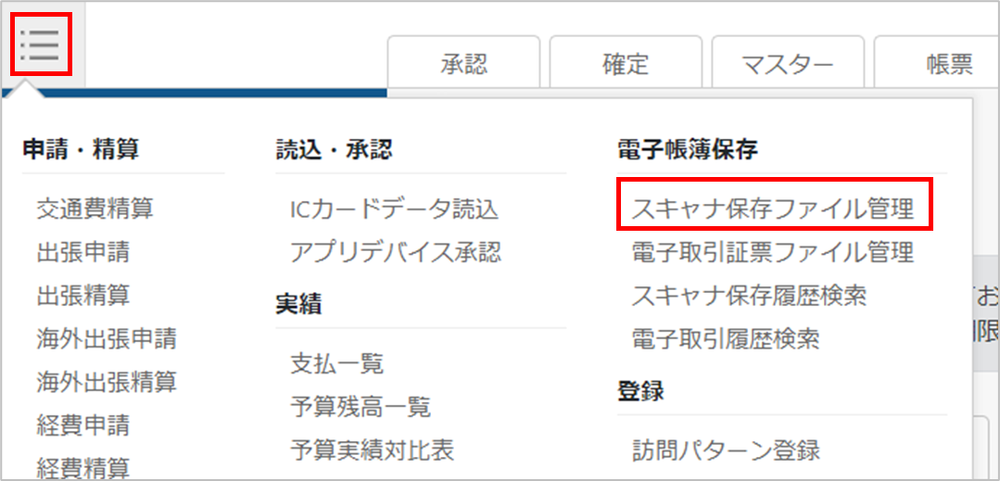 承認
確定
マスター
帳票
申請・精算
交通費精算
出張申請
出張精算
海外出張申請
海外出張精算
経費申請
経費精算
読込・承認
ICカードデータ読込
アプリデバイス承認
実績
支払一覧
予算残高一覧
予算実績対比表
電子帳簿保存
スキャナ保存ファイル管理
電子取引証票ファイル管理
スキャナ保存履歴検索
電子取引履歴検索
登録
訪問パターン登録